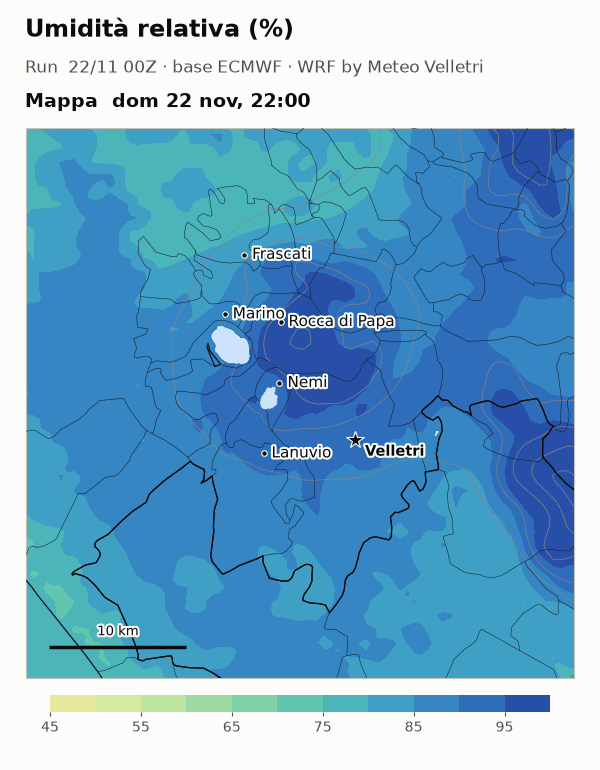 Umidità relativa (%)
Run  22/11 00Z · base ECMWF · WRF by Meteo Velletri
Mappa  dom 22 nov, 22:00
Frascati
Marino
Rocca di Papa
Nemi
Velletri
Lanuvio
10 km
45 55 65 75 85 95